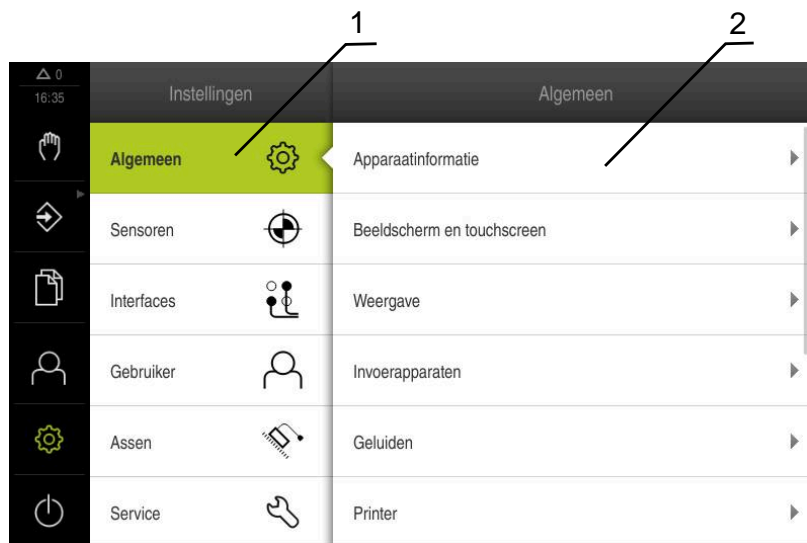 1
2
0
16:35
Instellingen
Algemeen
Algemeen
Sensoren
Interfaces
Gebruiker
Assen
Service
Apparaatinformatie
Beeldscherm en touchscreen
Weergave
Invoerapparaten
Geluiden
Printer